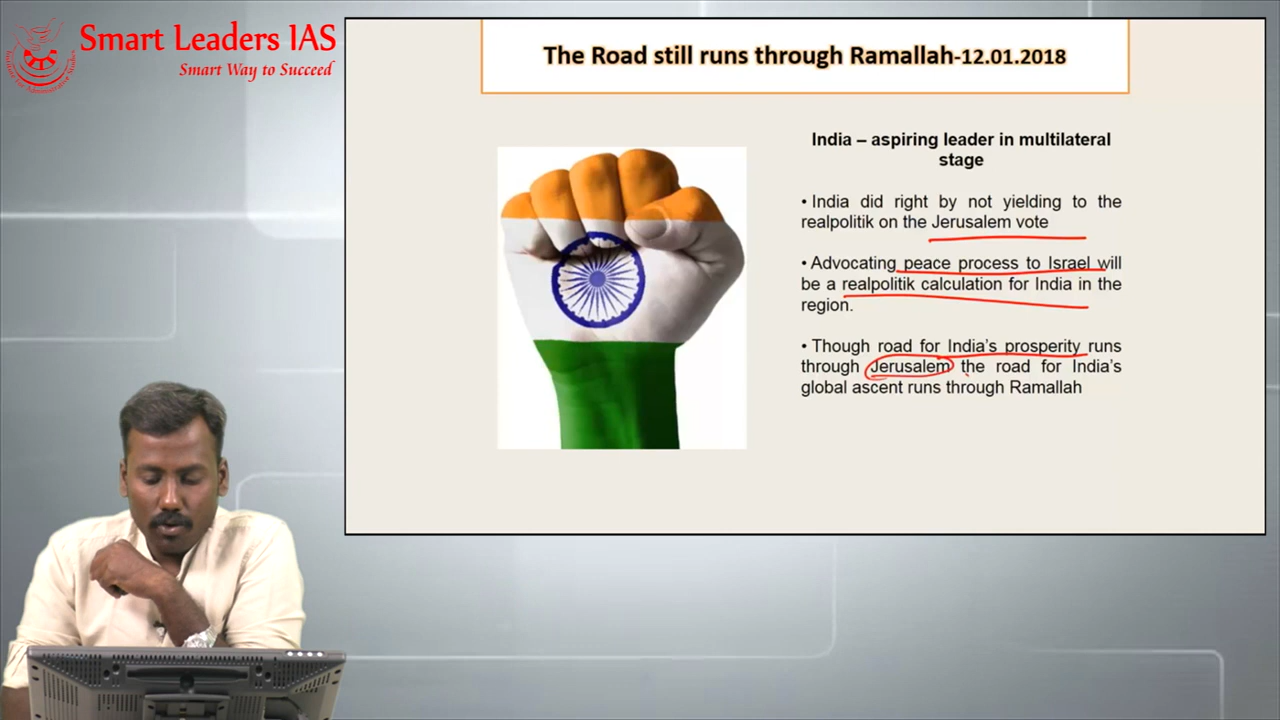 Smart Leaders IAS
Smart Way to Succeed
The Road still runs through Ramallah-12.01.2018
India – aspiring leader in multilateral
stage
• India did right by not yielding to the
realpolitik on the Jerusalem vote
• Advocating peace process to Israel will
be a realpolitik calculation for India in the
region.
• Though road for India's prosperity runs
through Jerusalem the road for India's
global ascent runs through Ramallah